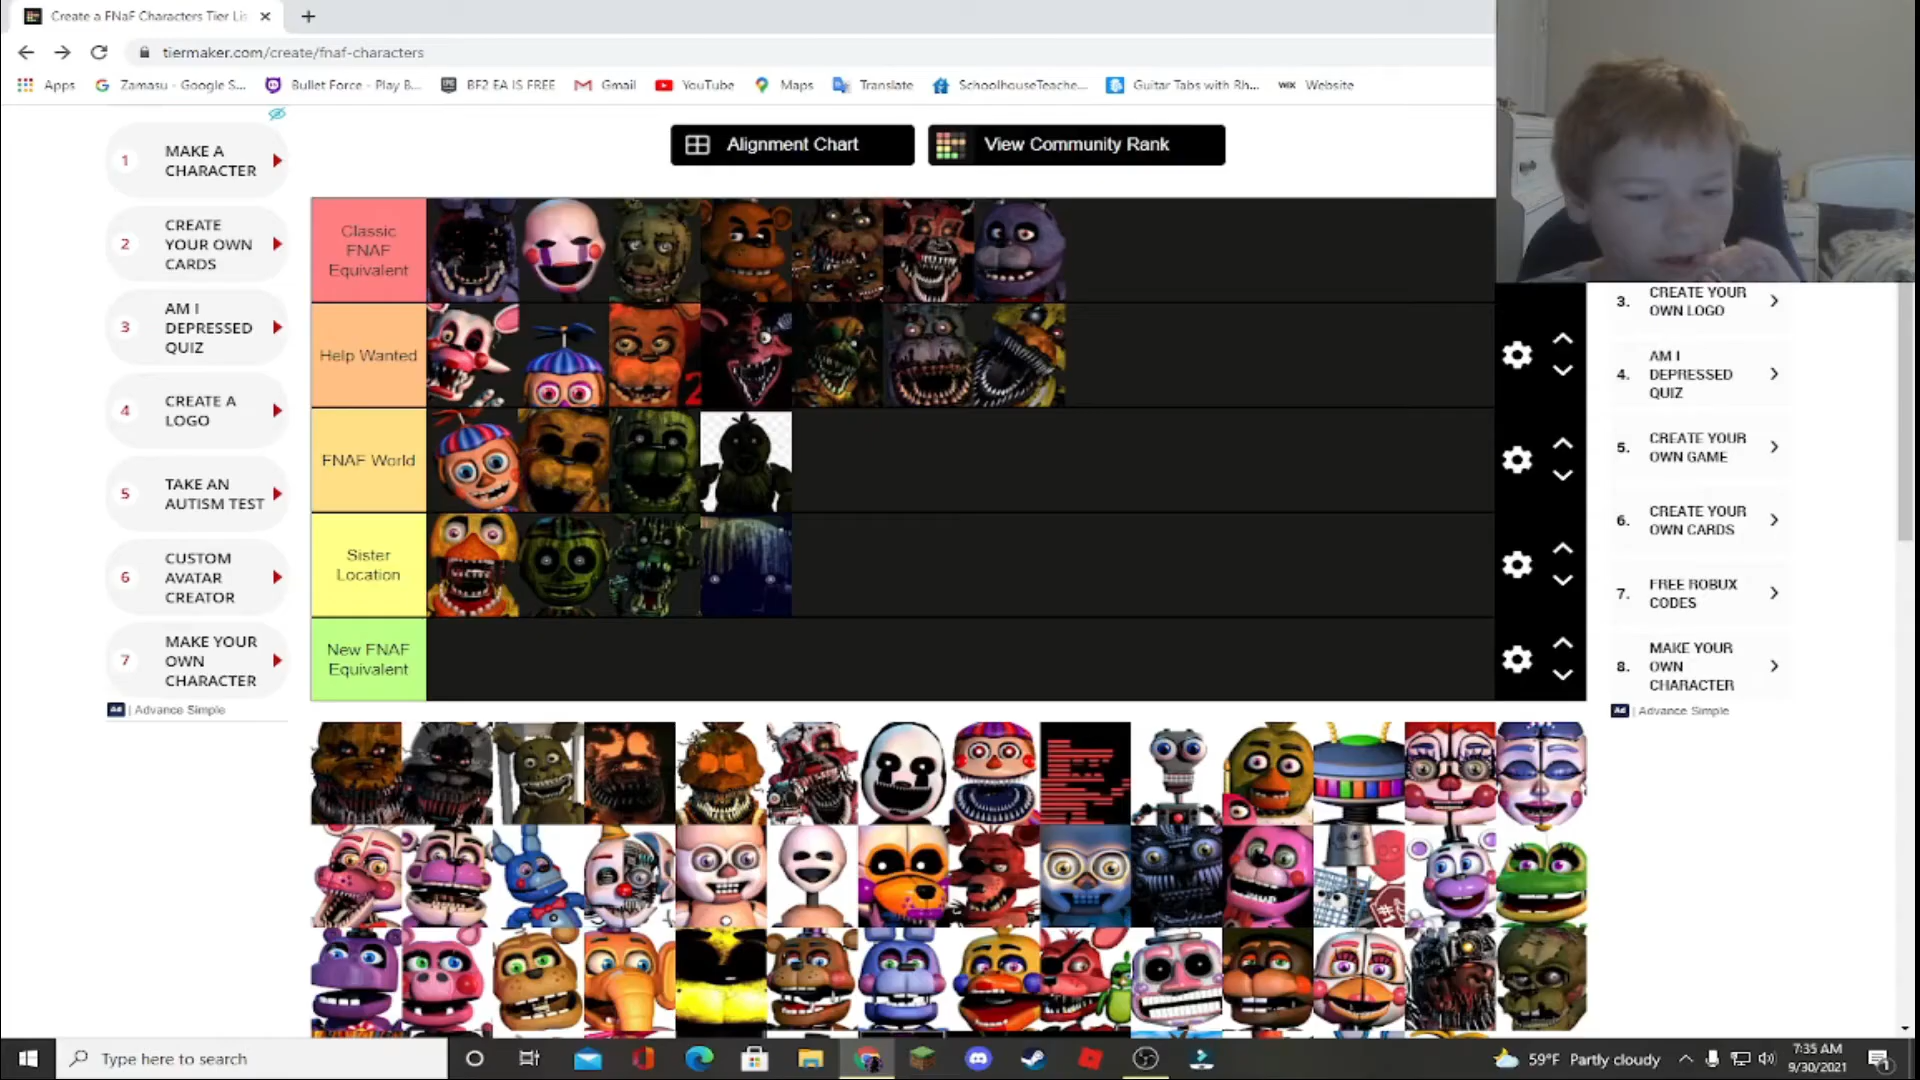 Create a FNaF Characters Tier Lis
tiermaker.com/create/fnaf-characters
Apps
Zamasu - Google S...
Bullet Force - Play B...
BF2 EA IS FREE
Gmail
YouTube
Maps
Translate
SchoolhouseTeache...
Guitar Tabs with Rh...
WIX Website
Alignment Chart
View Community Rank
1
MAKE A
CHARACTER
2
CREATE
YOUR OWN
CARDS
3
AM I
DEPRESSED
QUIZ
4
CREATE A
LOGO
5
TAKE AN
AUTISM TEST
6
CUSTOM
AVATAR
CREATOR
7
MAKE YOUR
OWN
CHARACTER
Ad | Advance Simple
Classic
FNAF
Equivalent
Help Wanted
2
FNAF World
Sister
Location
New FNAF
Equivalent
#1
3. CREATE YOUR
OWN LOGO
4. AM I
DEPRESSED
QUIZ
5. CREATE YOUR
OWN GAME
6. CREATE YOUR
OWN CARDS
7. FREE ROBUX
CODES
8. MAKE YOUR
OWN
CHARACTER
Ad | Advance Simple
Type here to search
59°F Partly cloudy
7:35 AM
9/30/2021
1